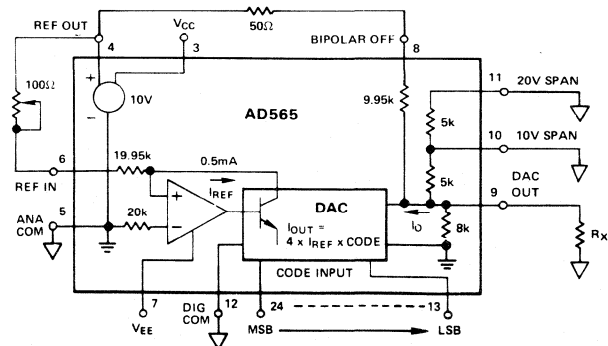 REF OUT
4
VCC
3
50Ω
BIPOLAR OFF
8
100Ω
+
10V
-
AD565
9.95k
11
20V SPAN
5k
10
10V SPAN
5k
6
19.95k
0.5mA
REF IN
IREF
+
-
9
DAC OUT
ANA COM
5
20k
DAC
IOUT =
4 x IREF x CODE
IO
8k
RX
CODE INPUT
7
VEE
12
DIG COM
24
13
MSB
LSB